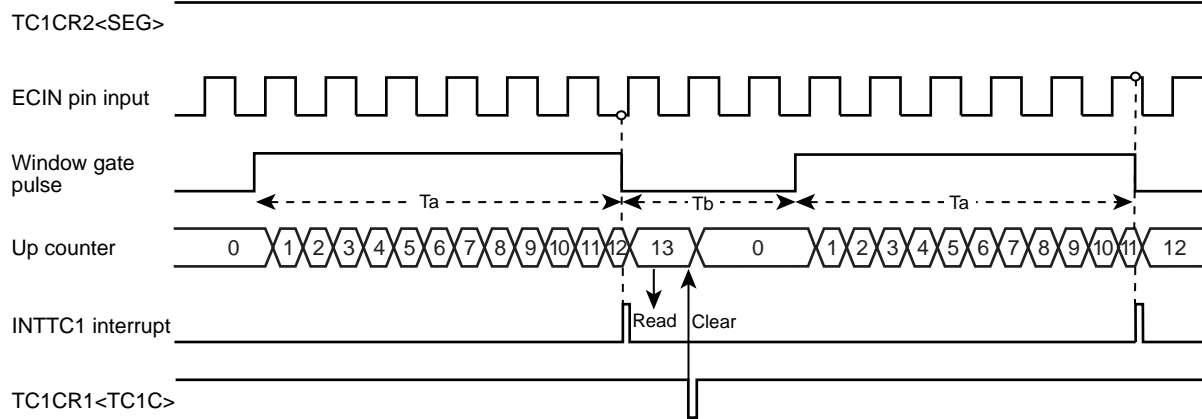 TC1CR2<SEG>
ECIN pin input
Window gate
pulse
Ta Tb Ta
Up counter 0 1 2 3 4 5 6 7 8 9 10 11 12 13 0 1 2 3 4 5 6 7 8 9 10 11 12
Read Clear
INTTC1 interrupt
TC1CR1<TC1C>